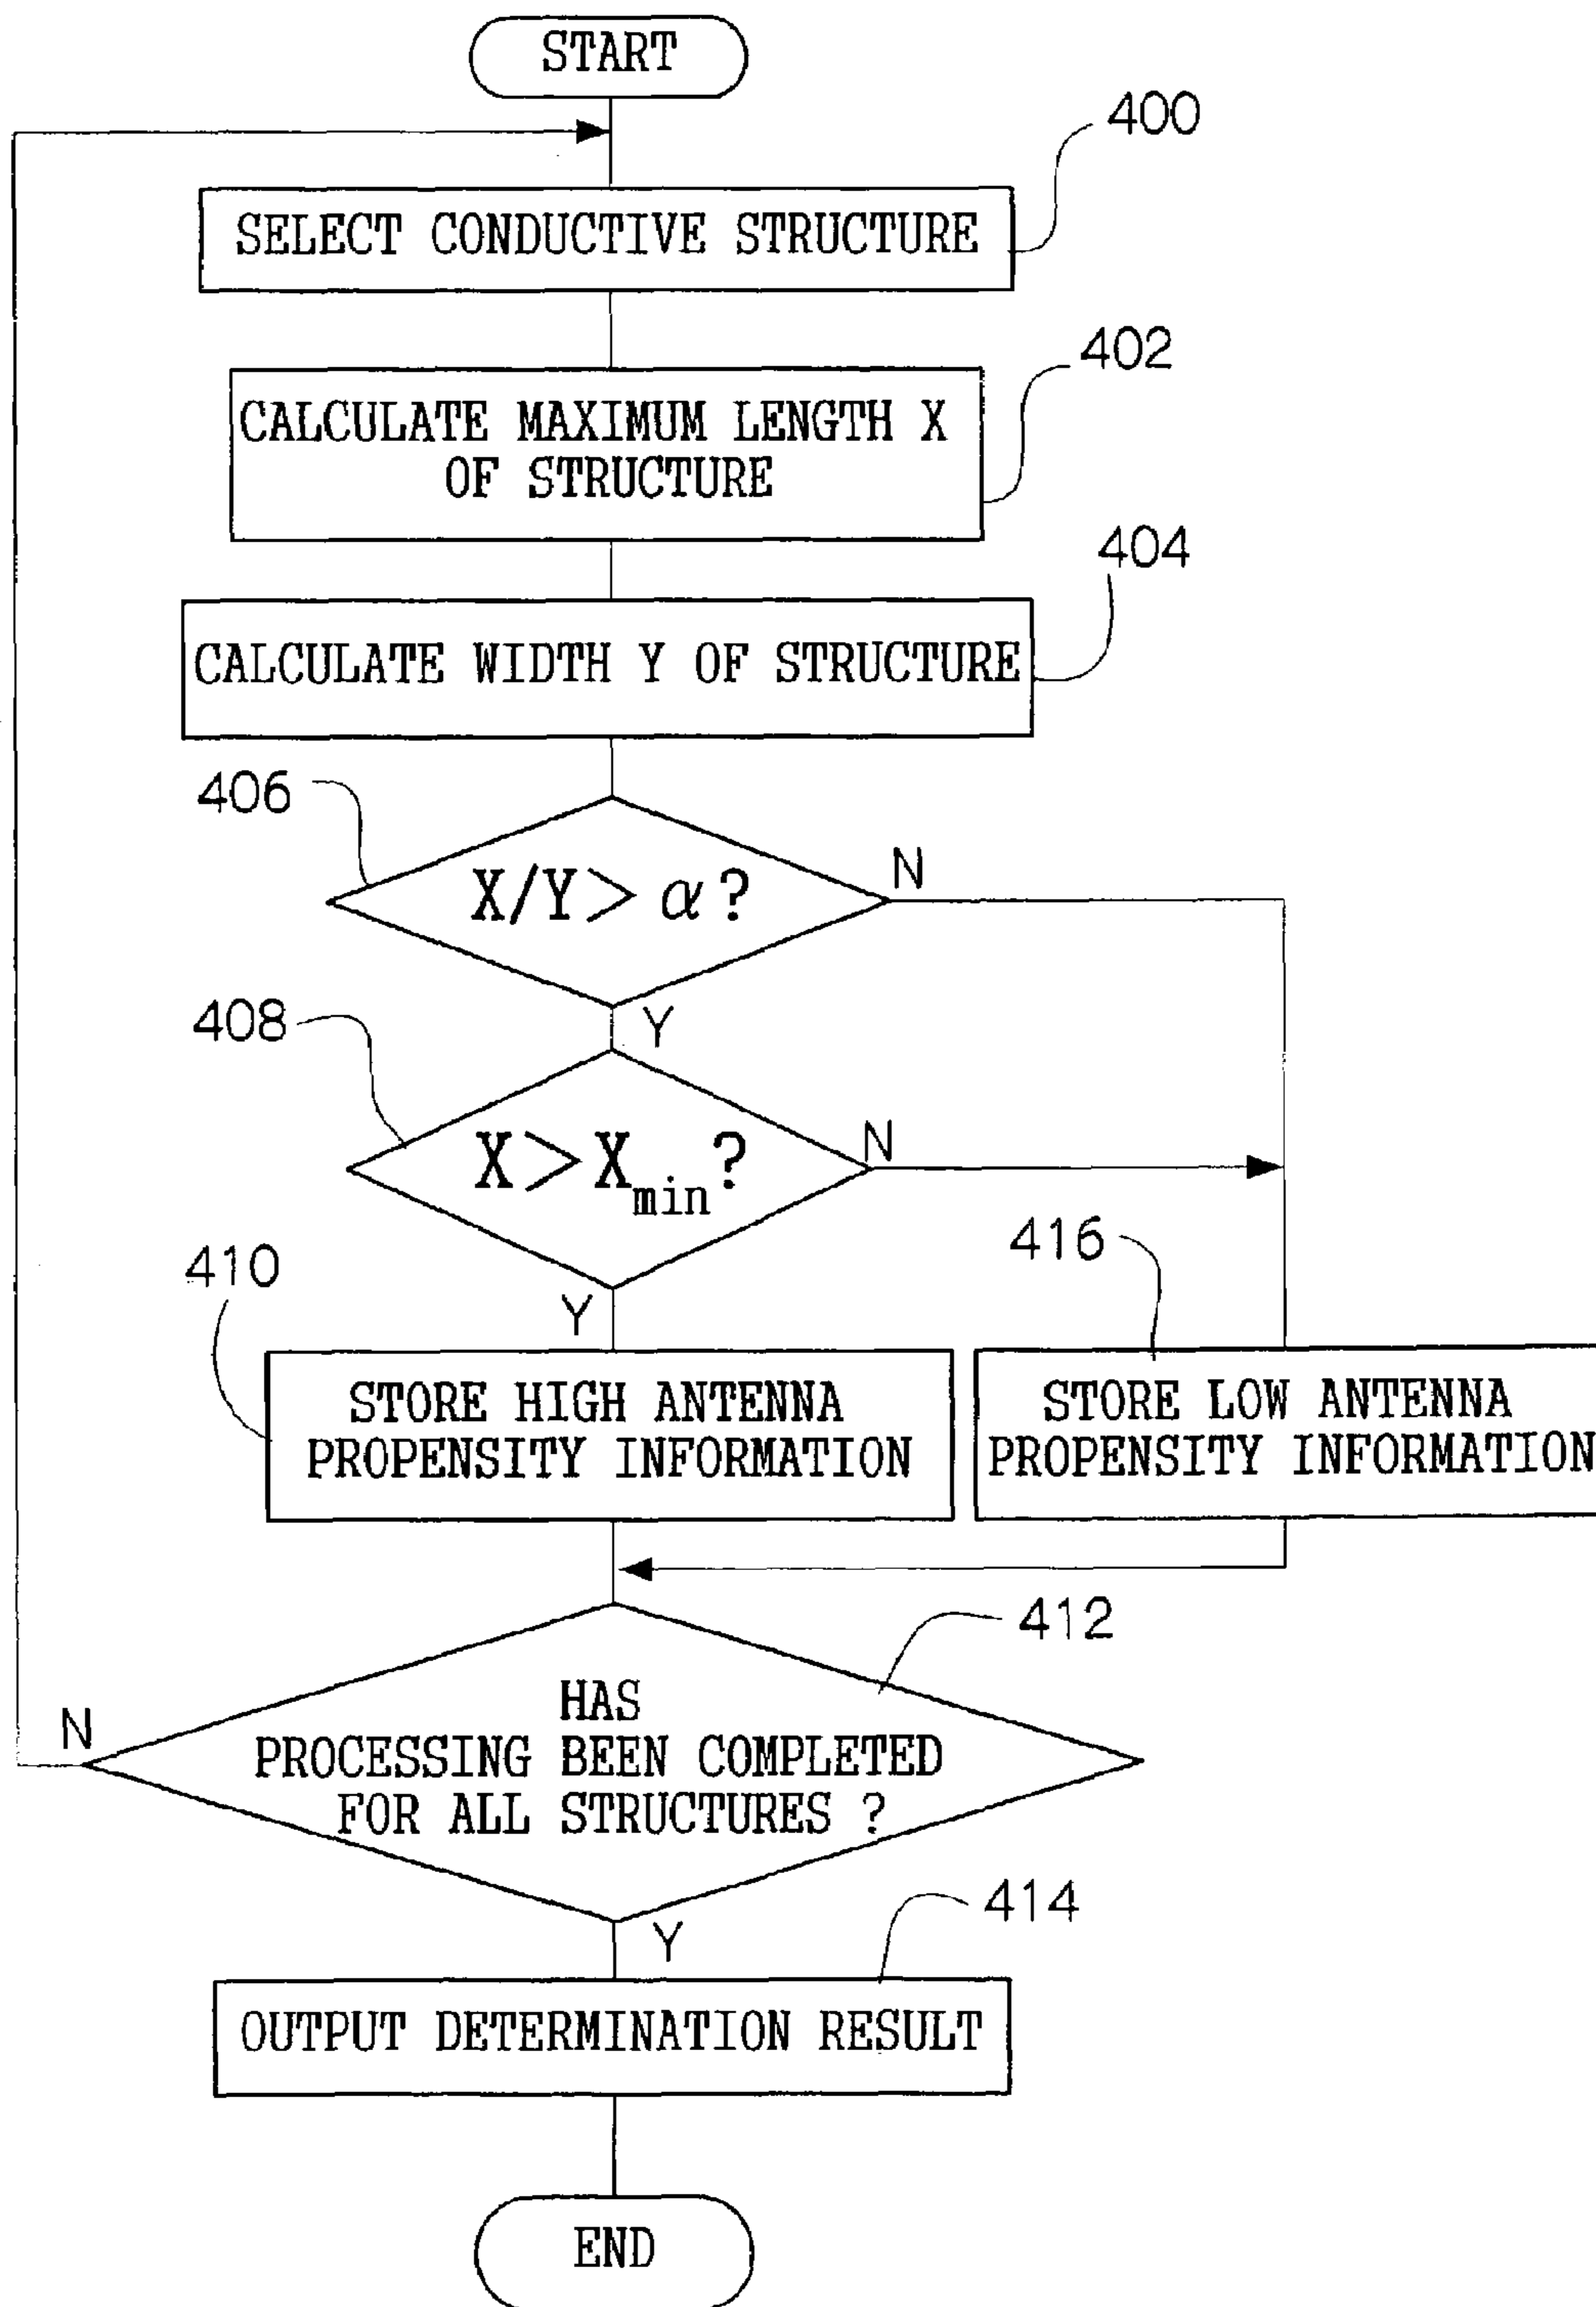 START
400
SELECT CONDUCTIVE STRUCTURE
402
CALCULATE MAXIMUM LENGTH X
OF STRUCTURE
404
CALCULATE WIDTH Y OF STRUCTURE
406
X/Y> α?
N
Y
408
X>Xmin?
N
Y
410
STORE HIGH ANTENNA
PROPENSITY INFORMATION
416
STORE LOW ANTENNA
PROPENSITY INFORMATION
412
HAS
PROCESSING BEEN COMPLETED
FOR ALL STRUCTURES ?
N
Y
414
OUTPUT DETERMINATION RESULT
END